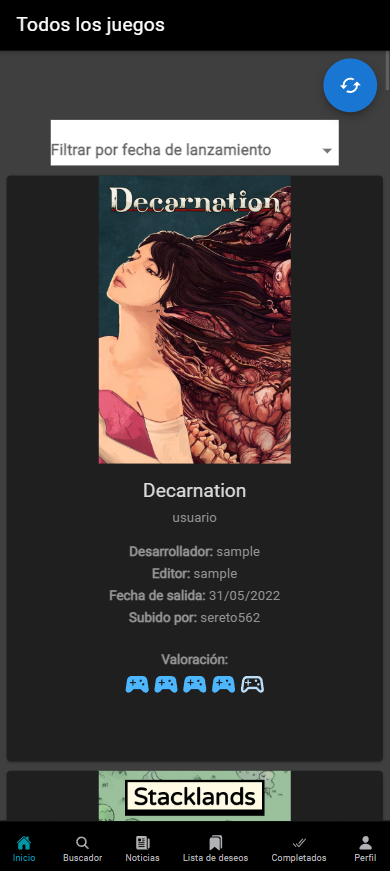 Todos los juegos
Filtrar por fecha de lanzamiento
Decarnation
Decarnation
usuario
Desarrollador: sample
Editor: sample
Fecha de salida: 31/05/2022
Subido por: sereto562
Valoración:
Stacklands
Inicio
Buscador
Noticias
Lista de deseos
Completados
Perfil